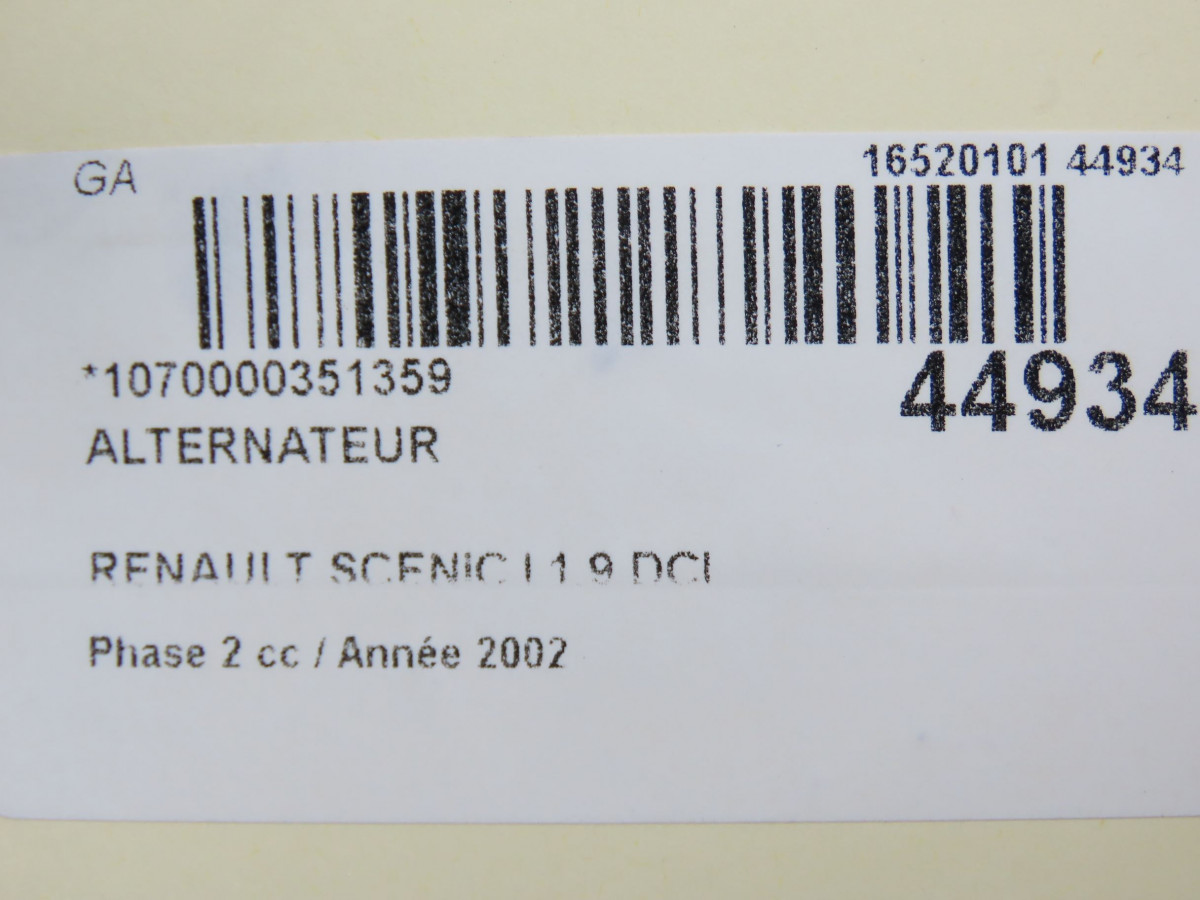 GA
16520101 44934
*1070000351359
44934
ALTERNATEUR
RENAULT SCENIC I 1.9 DCI
Phase 2 cc / Année 2002